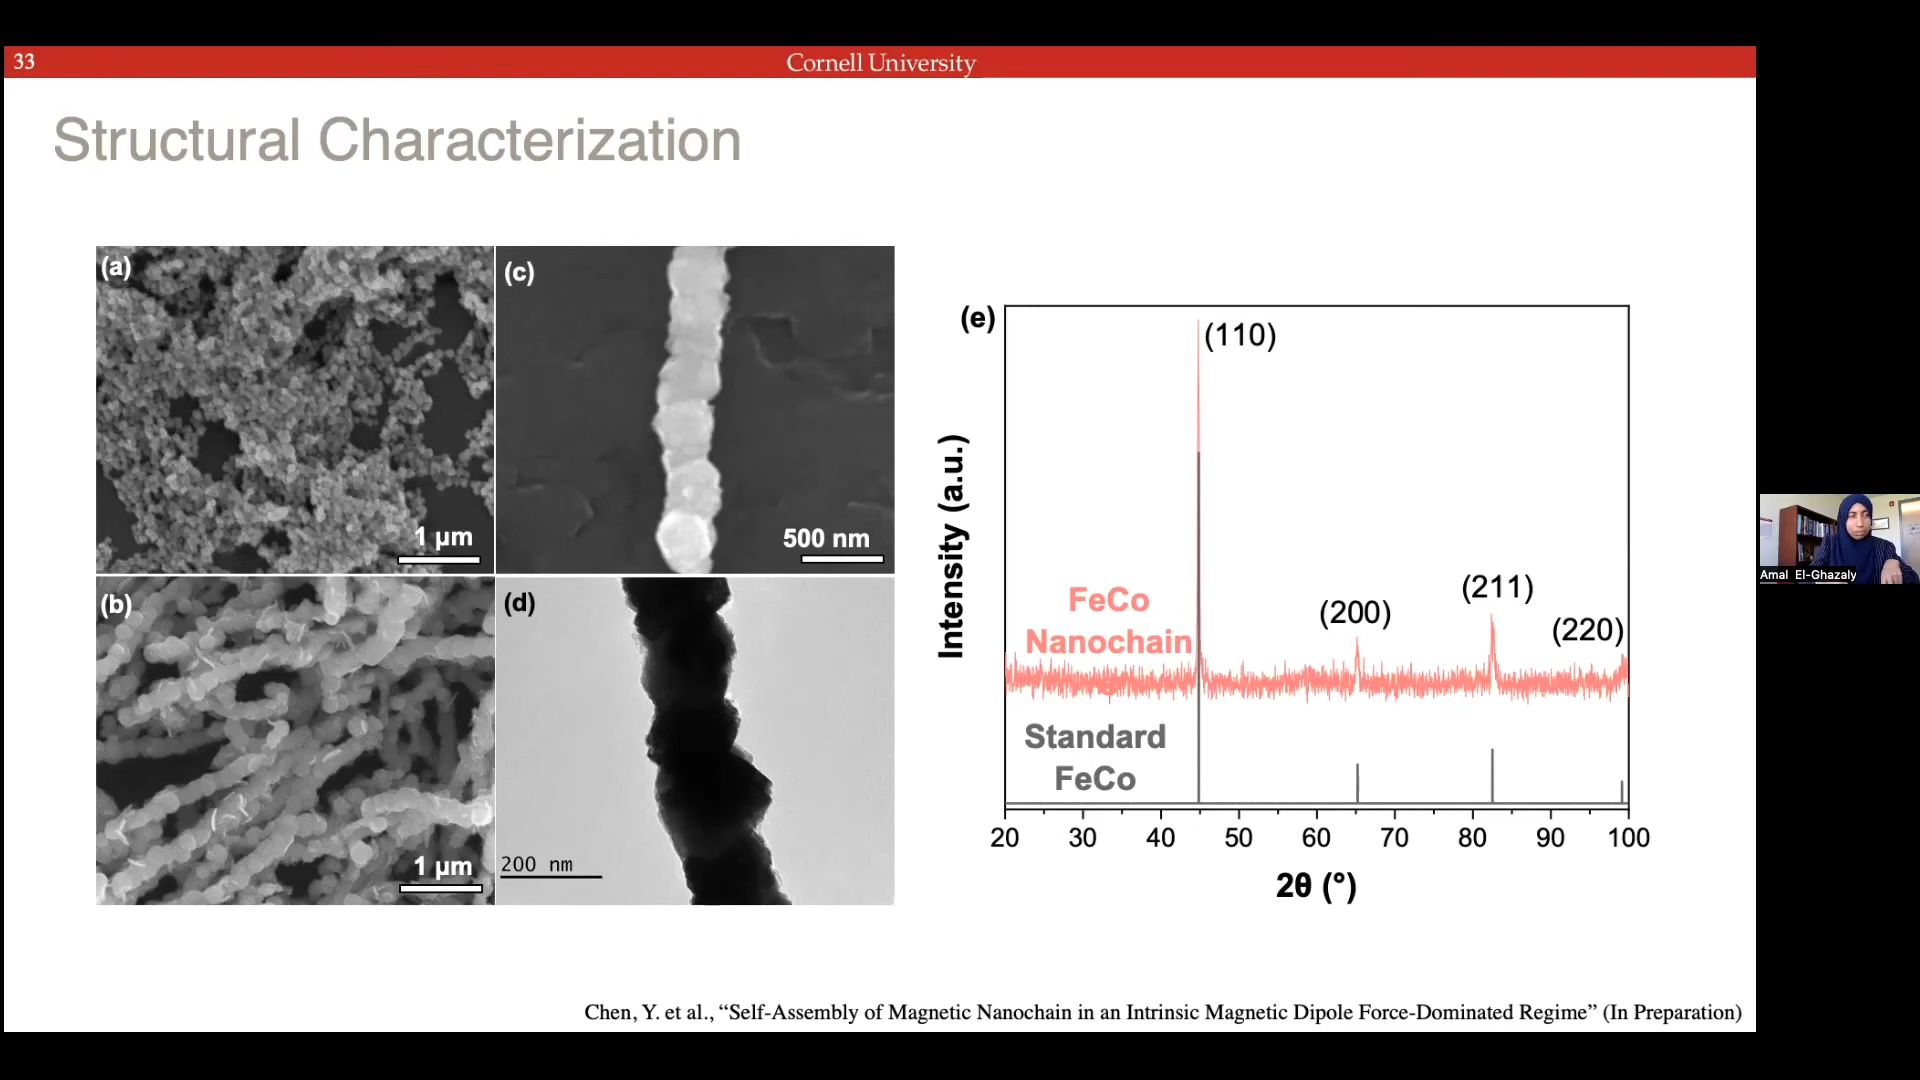 33
Cornell University
Structural Characterization
(a)
1 µm
(c)
500 nm
(b)
1 µm
(d)
200 nm
(e)
(110)
(200)
(211)
(220)
FeCo
Nanochain
Standard
FeCo
Intensity (a.u.)
20 30 40 50 60 70 80 90 100
2θ (°)
Chen, Y. et al., “Self-Assembly of Magnetic Nanochain in an Intrinsic Magnetic Dipole Force-Dominated Regime” (In Preparation)
Amal El-Ghazaly